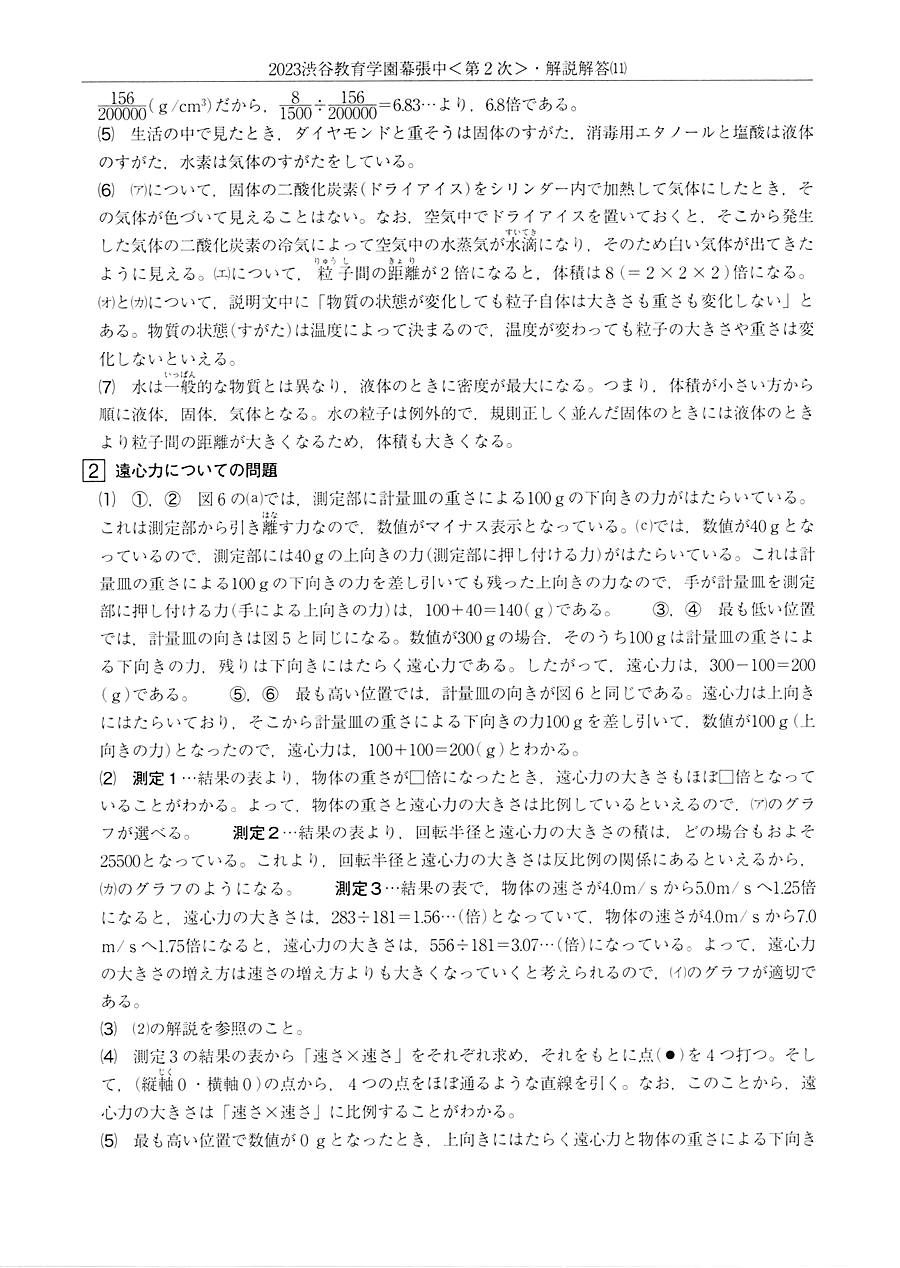 2023渋谷教育学園幕張中＜第２次＞・解説解答⑾
156/200000(ｇ/cm³)だから，8/1500÷156/200000＝6.83…より，6.8倍である。
⑸　生活の中で見たとき，ダイヤモンドと重そうは固体のすがた，消毒用エタノールと塩酸は液体
のすがた，水素は気体のすがたをしている。
⑹　㋐について，固体の二酸化炭素(ドライアイス)をシリンダー内で加熱して気体にしたとき，そ
の気体が色づいて見えることはない。なお，空気中でドライアイスを置いておくと，そこから発生
すいてき
した気体の二酸化炭素の冷気によって空気中の水蒸気が水滴になり，そのため白い気体が出てきた
りゅうし　きょり
ように見える。㋓について，粒子間の距離が２倍になると，体積は８(＝２×２×２)倍になる。
㋔と㋕について，説明文中に「物質の状態が変化しても粒子自体は大きさも重さも変化しない」と
ある。物質の状態(すがた)は温度によって決まるので，温度が変わっても粒子の大きさや重さは変
化しないといえる。
いっぱん
⑺　水は一般的な物質とは異なり，液体のときに密度が最大になる。つまり，体積が小さい方から
順に液体，固体，気体となる。水の粒子は例外的で，規則正しく並んだ固体のときには液体のとき
より粒子間の距離が大きくなるため，体積も大きくなる。
2　遠心力についての問題
⑴　①，②　図６の⒜では，測定部に計量皿の重さによる100ｇの下向きの力がはたらいている。
はな
これは測定部から引き離す力なので，数値がマイナス表示となっている。⒞では，数値が40ｇとな
っているので，測定部には40ｇの上向きの力(測定部に押し付ける力)がはたらいている。これは計
量皿の重さによる100ｇの下向きの力を差し引いても残った上向きの力なので，手が計量皿を測定
部に押し付ける力(手による上向きの力)は，100＋40＝140(ｇ)である。　③，④　最も低い位置
では，計量皿の向きは図５と同じになる。数値が300ｇの場合，そのうち100ｇは計量皿の重さによ
る下向きの力，残りは下向きにはたらく遠心力である。したがって，遠心力は，300－100＝200
(ｇ)である。　⑤，⑥　最も高い位置では，計量皿の向きが図６と同じである。遠心力は上向き
にはたらいており，そこから計量皿の重さによる下向きの力100ｇを差し引いて，数値が100ｇ(上
向きの力)となったので，遠心力は，100＋100＝200(ｇ)とわかる。
⑵　測定１…結果の表より，物体の重さが□倍になったとき，遠心力の大きさもほぼ□倍となって
いることがわかる。よって，物体の重さと遠心力の大きさは比例しているといえるので，㋐のグラ
フが選べる。　測定２…結果の表より，回転半径と遠心力の大きさの積は，どの場合もおよそ
25500となっている。これより，回転半径と遠心力の大きさは反比例の関係にあるといえるから，
㋕のグラフのようになる。　測定３…結果の表で，物体の速さが4.0ｍ/ｓから5.0ｍ/ｓへ1.25倍
になると，遠心力の大きさは，283÷181＝1.56…(倍)となっていて，物体の速さが4.0ｍ/ｓから7.0
ｍ/ｓへ1.75倍になると，遠心力の大きさは，556÷181＝3.07…(倍)になっている。よって，遠心力
の大きさの増え方は速さの増え方よりも大きくなっていくと考えられるので，㋑のグラフが適切で
ある。
⑶　⑵の解説を参照のこと。
⑷　測定３の結果の表から「速さ×速さ」をそれぞれ求め，それをもとに点(●)を４つ打つ。そし
じく
て，(縦軸０・横軸０)の点から，４つの点をほぼ通るような直線を引く。なお，このことから，遠
心力の大きさは「速さ×速さ」に比例することがわかる。
⑸　最も高い位置で数値が０ｇとなったとき，上向きにはたらく遠心力と物体の重さによる下向き